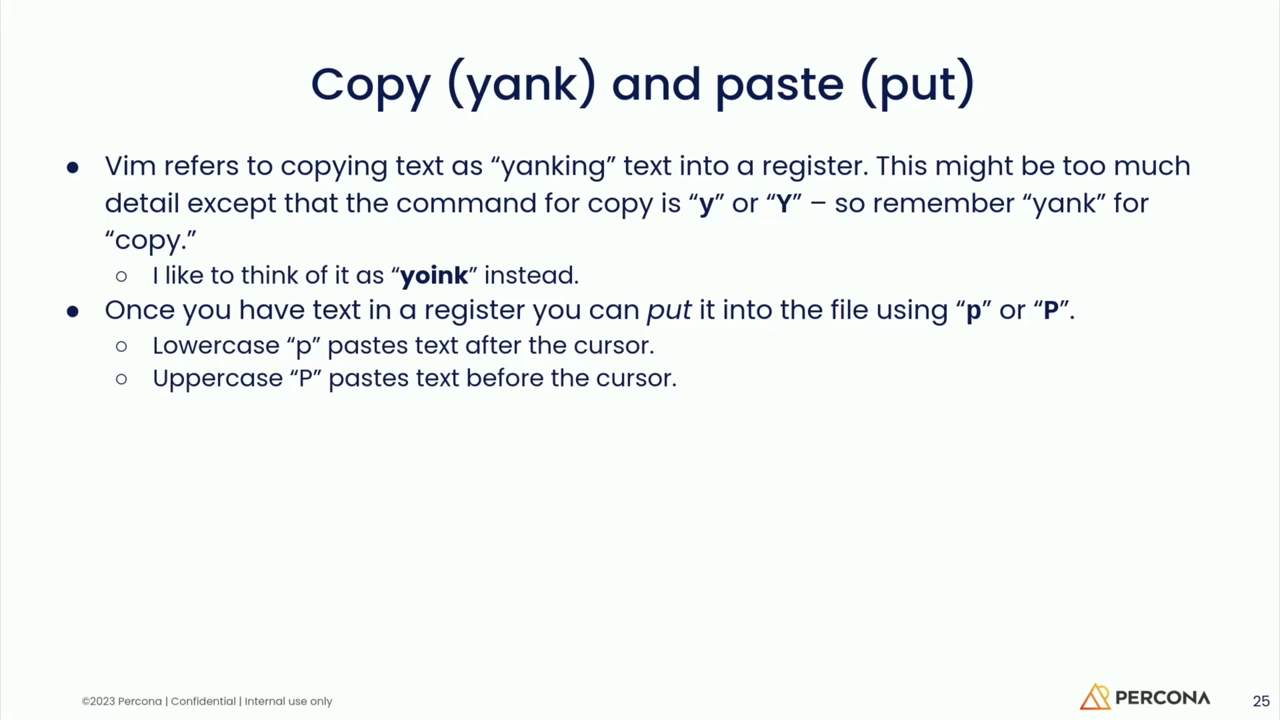 Copy (yank) and paste (put)
● Vim refers to copying text as “yanking” text into a register. This might be too much
detail except that the command for copy is “y” or “Y” – so remember “yank” for
“copy.”
○ I like to think of it as “yoink” instead.
● Once you have text in a register you can put it into the file using “p” or “P”.
○ Lowercase “p” pastes text after the cursor.
○ Uppercase “P” pastes text before the cursor.
©2023 Percona | Confidential | Internal use only
PERCONA
25